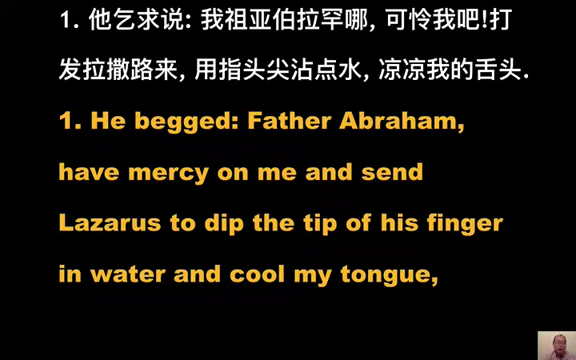 1. 他乞求说: 我祖亚伯拉罕哪, 可怜我吧!打
发拉撒路来, 用指头尖沾点水, 凉凉我的舌头.
1. He begged: Father Abraham,
have mercy on me and send
Lazarus to dip the tip of his finger
in water and cool my tongue,